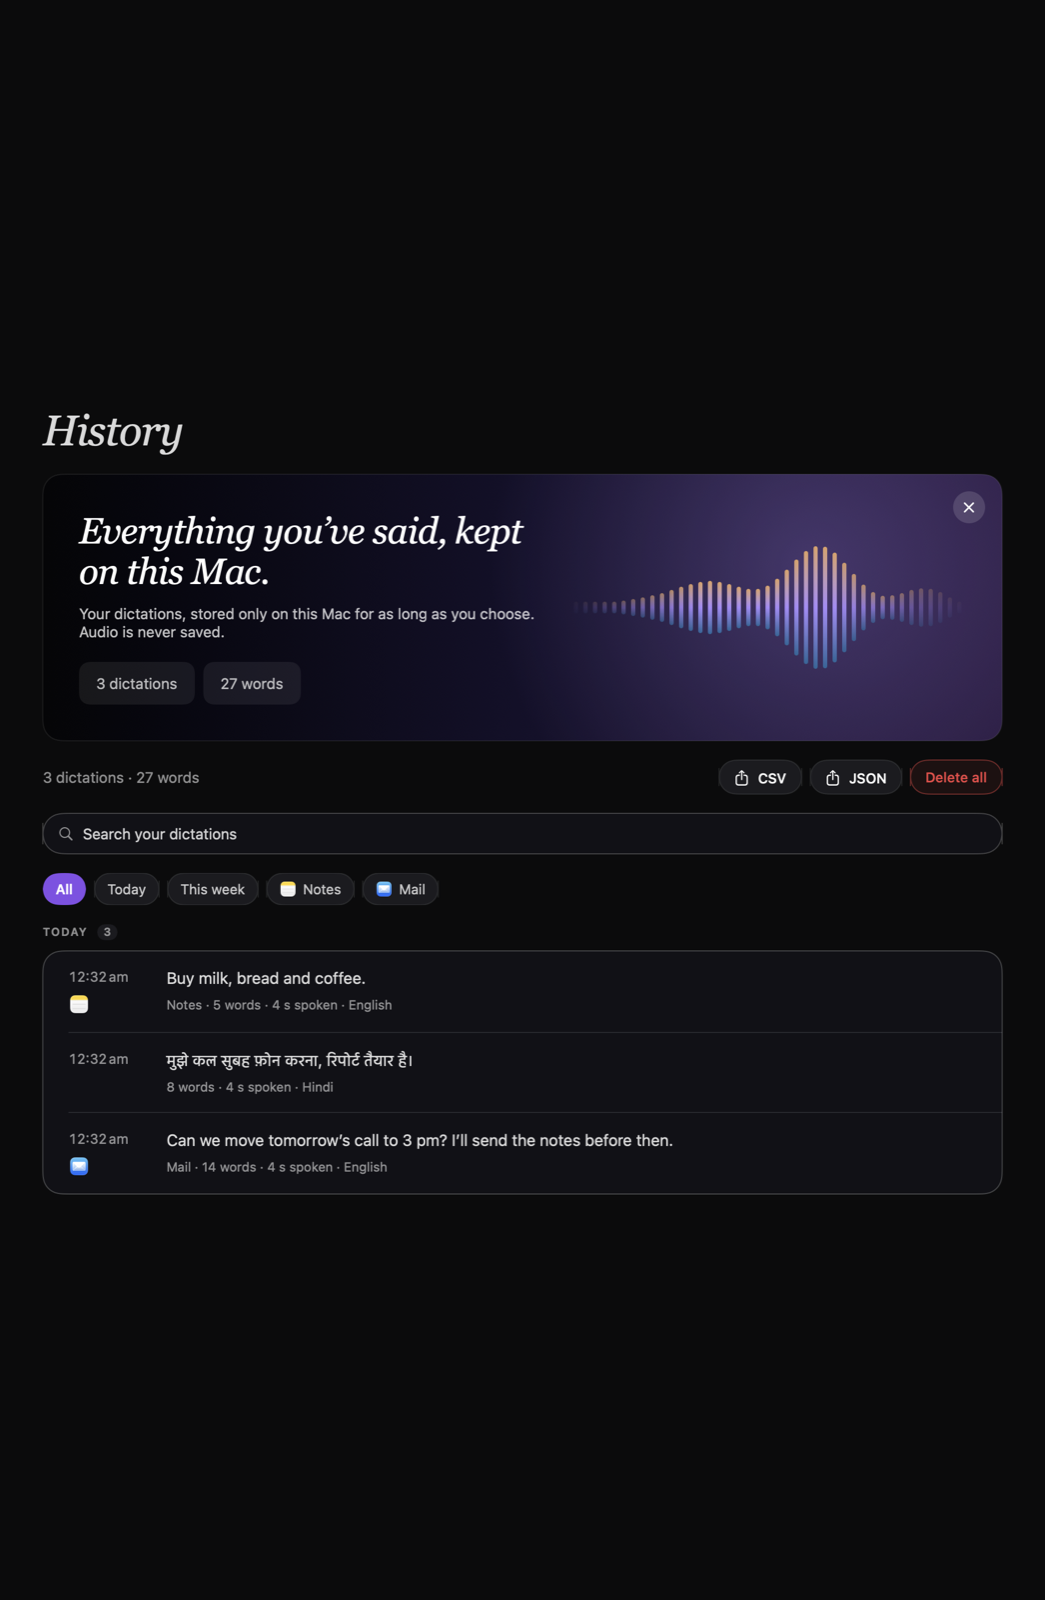 History
Everything you’ve said, kept
on this Mac.
Your dictations, stored only on this Mac for as long as you choose.
Audio is never saved.
3 dictations 27 words
3 dictations · 27 words CSV JSON Delete all
Search your dictations
All Today This week Notes Mail
TODAY 3
12:32 am Buy milk, bread and coffee.
Notes · 5 words · 4 s spoken · English
12:32 am मुझे कल सुबह फ़ोन करना, रिपोर्ट तैयार है।
8 words · 4 s spoken · Hindi
12:32 am Can we move tomorrow’s call to 3 pm? I’ll send the notes before then.
Mail · 14 words · 4 s spoken · English